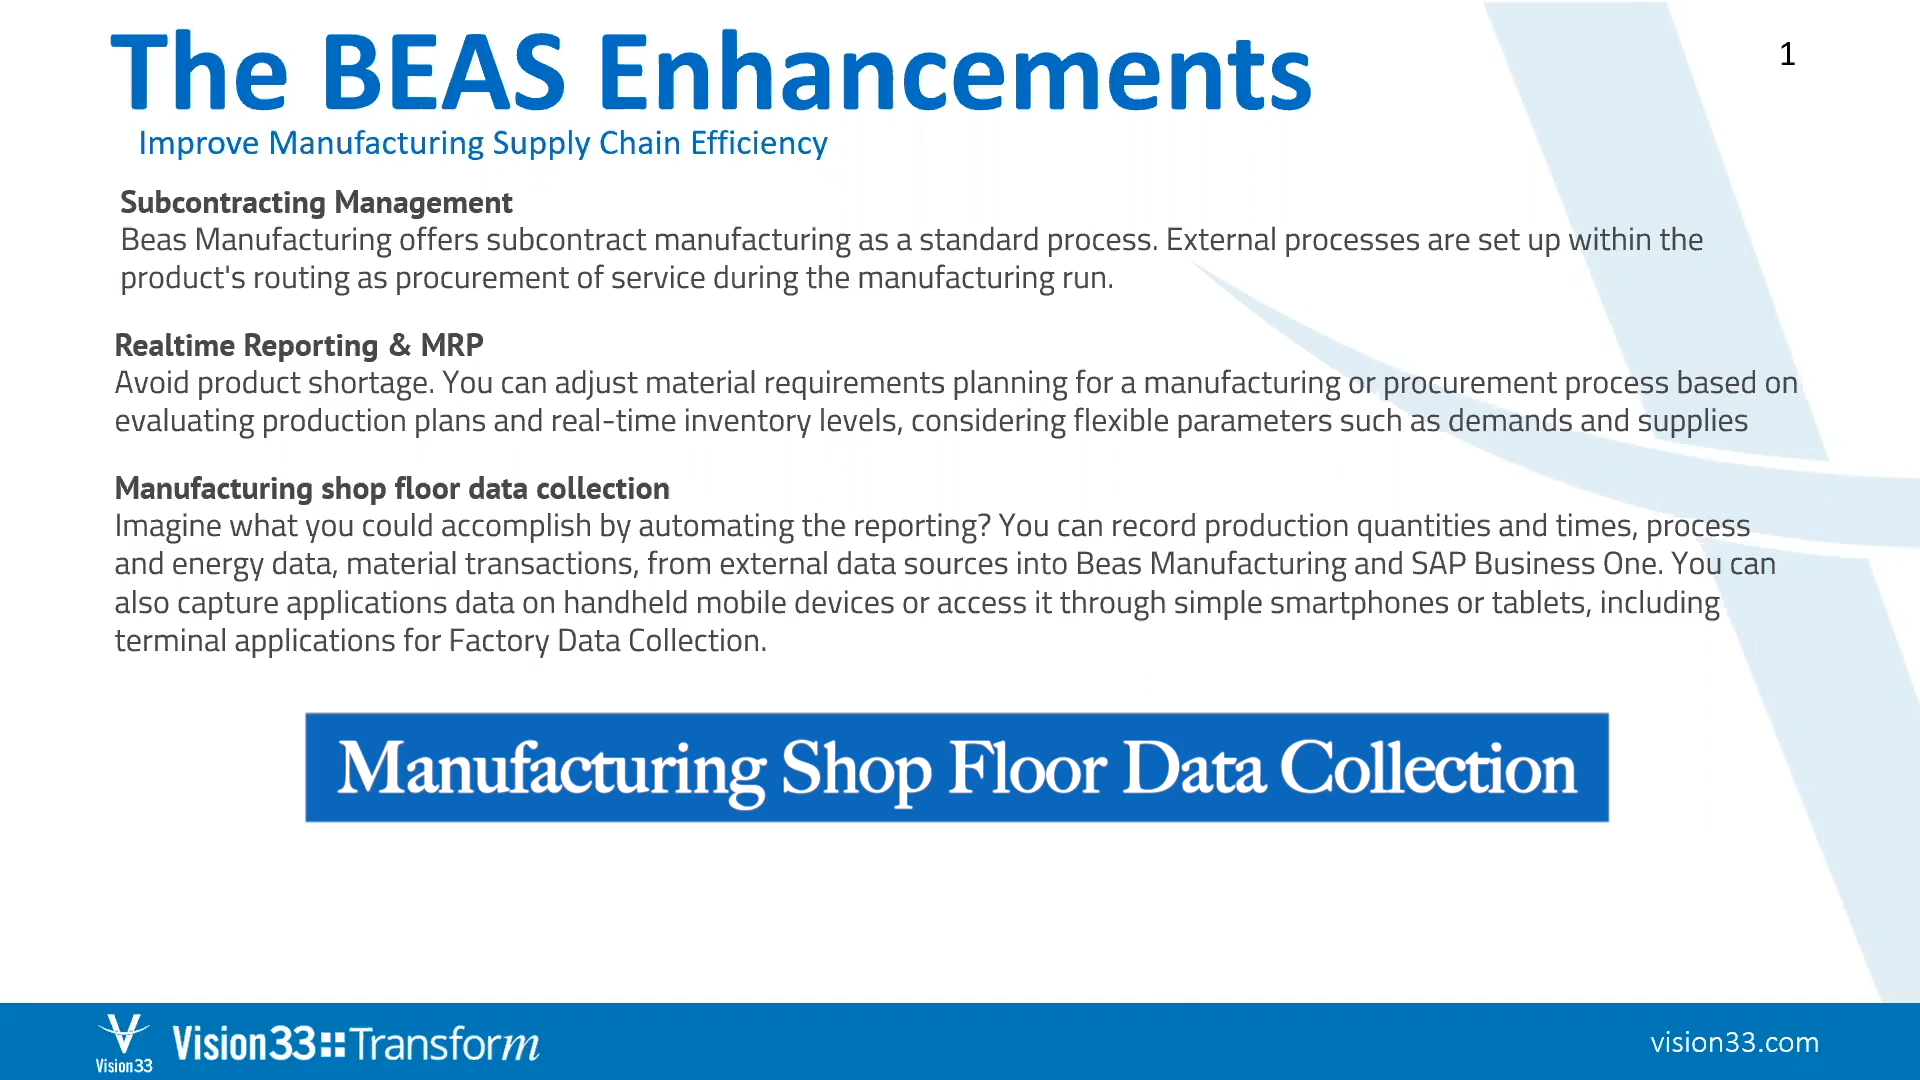 The BEAS Enhancements
1
Improve Manufacturing Supply Chain Efficiency
Subcontracting Management
Beas Manufacturing offers subcontract manufacturing as a standard process. External processes are set up within the
product's routing as procurement of service during the manufacturing run.
Realtime Reporting & MRP
Avoid product shortage. You can adjust material requirements planning for a manufacturing or procurement process based on
evaluating production plans and real-time inventory levels, considering flexible parameters such as demands and supplies
Manufacturing shop floor data collection
Imagine what you could accomplish by automating the reporting? You can record production quantities and times, process
and energy data, material transactions, from external data sources into Beas Manufacturing and SAP Business One. You can
also capture applications data on handheld mobile devices or access it through simple smartphones or tablets, including
terminal applications for Factory Data Collection.
Manufacturing Shop Floor Data Collection
Vision33
Vision33::Transform
vision33.com